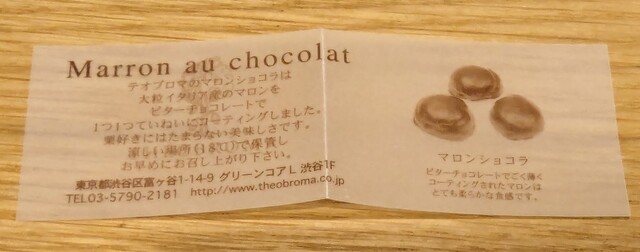 Marron au chocolat
テオブロマのマロンショコラは
大粒イタリア産のマロンを
ビターチョコレートで
1つ1つていねいにコーティングしました。
栗好きにはたまらない美味しさです。
涼しい場所(18℃)で保管し
お早めにお召し上がり下さい。
東京都渋谷区富ヶ谷1-14-9 グリーンコアL 渋谷1F
TEL03-5790-2181 http://www.theobroma.co.jp
マロンショコラ
ビターチョコレートでごく薄く
コーティングされたマロンは
とても柔らかな食感です。